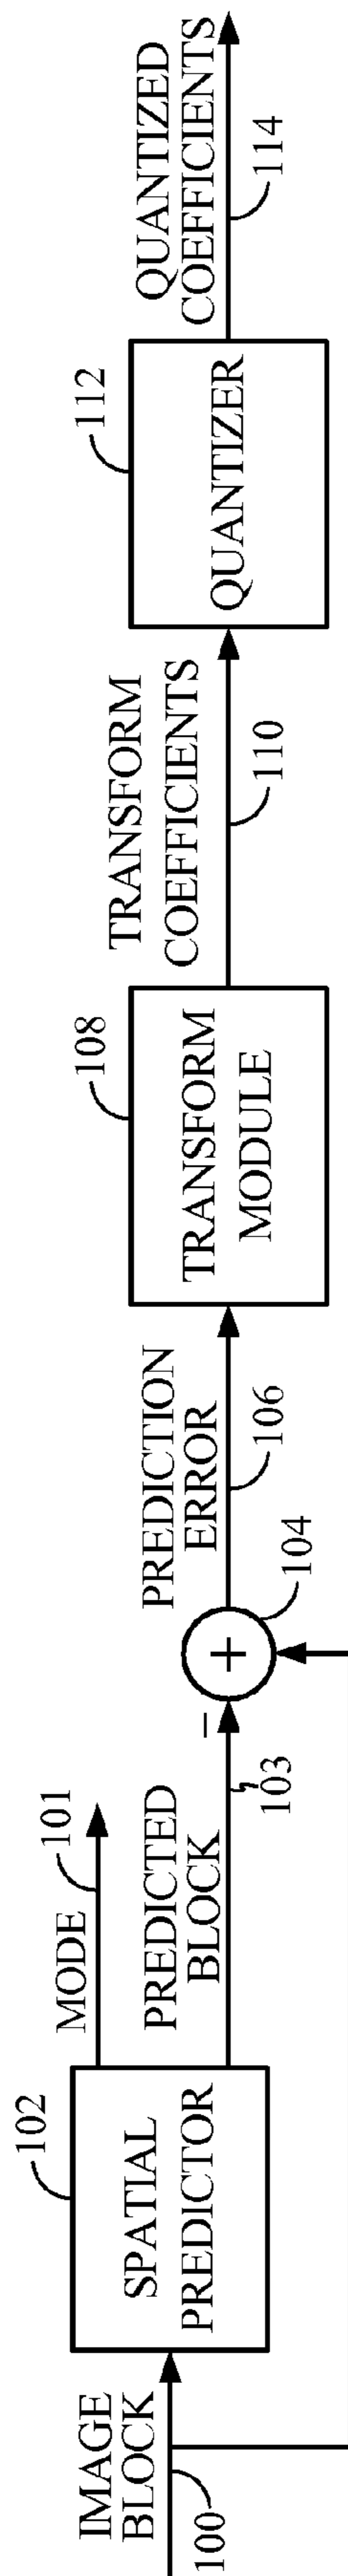 IMAGE
BLOCK
100
102
SPATIAL
PREDICTOR
MODE
101
PREDICTED
BLOCK
103
−
+
104
PREDICTION
ERROR
106
108
TRANSFORM
MODULE
TRANSFORM
COEFFICIENTS
110
112
QUANTIZER
QUANTIZED
COEFFICIENTS
114